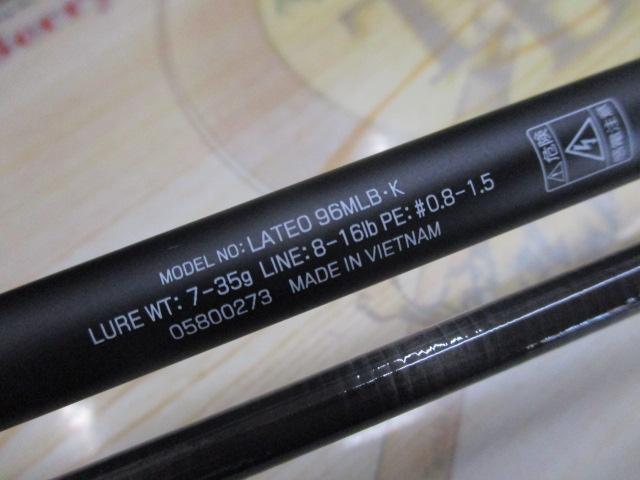 MODEL NO: LATEO 96MLB·K
LURE WT: 7-35g LINE: 8-16lb PE: #0.8-1.5
05800273 MADE IN VIETNAM
⚠危険